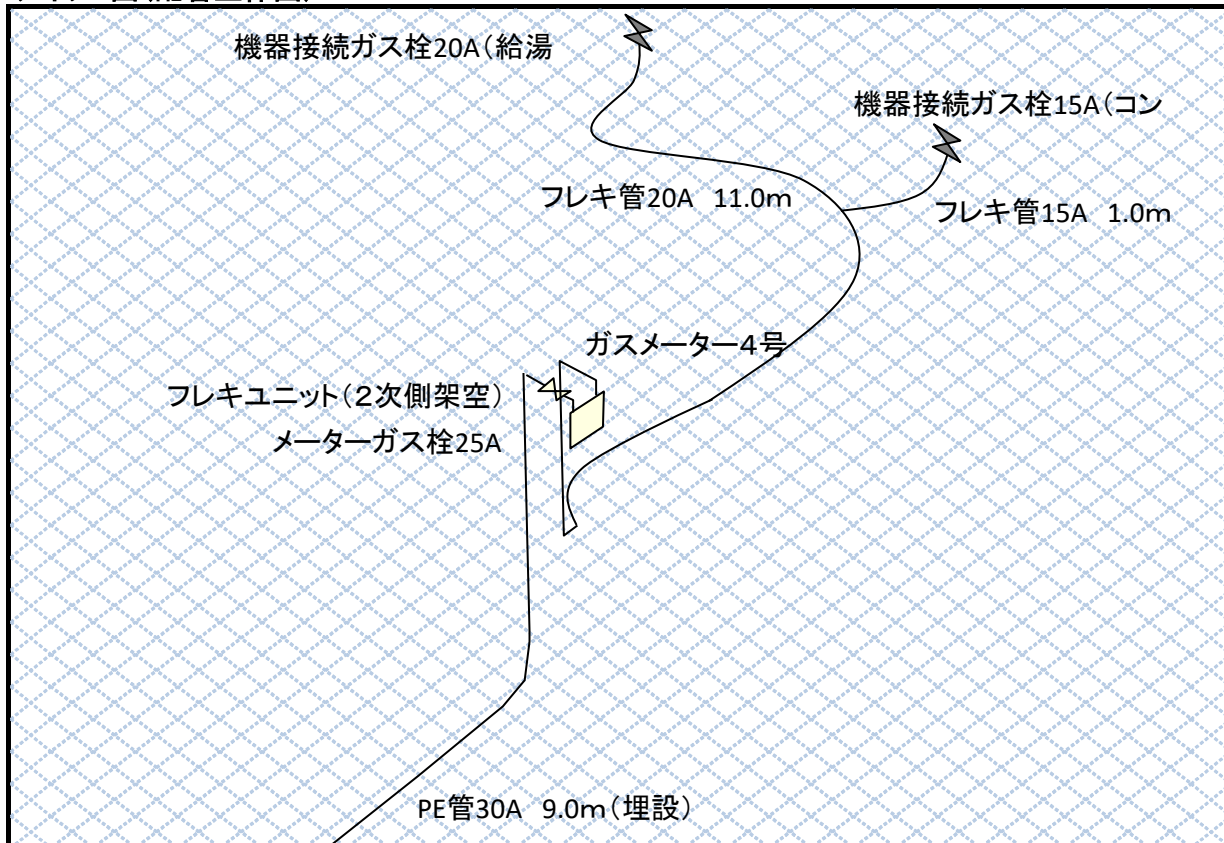 機器接続ガス栓20A（給湯
機器接続ガス栓15A（コン
フレキ管20A 11.0ｍ
フレキ管15A 1.0ｍ
ガスメーター４号
フレキユニット（２次側架空）
メーターガス栓25A
PE管30A 9.0ｍ（埋設）